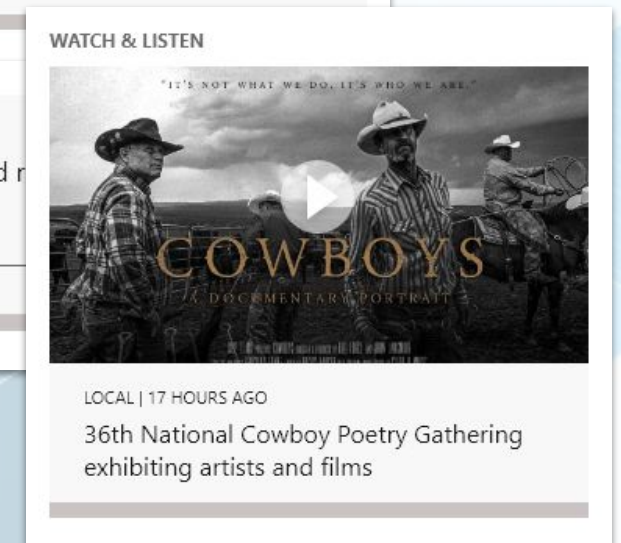 WATCH & LISTEN
"IT'S NOT WHAT WE DO, IT'S WHO WE ARE."
d r
COWBOYS
A DOCUMENTARY PORTRAIT
LOCAL | 17 HOURS AGO
36th National Cowboy Poetry Gathering
exhibiting artists and films